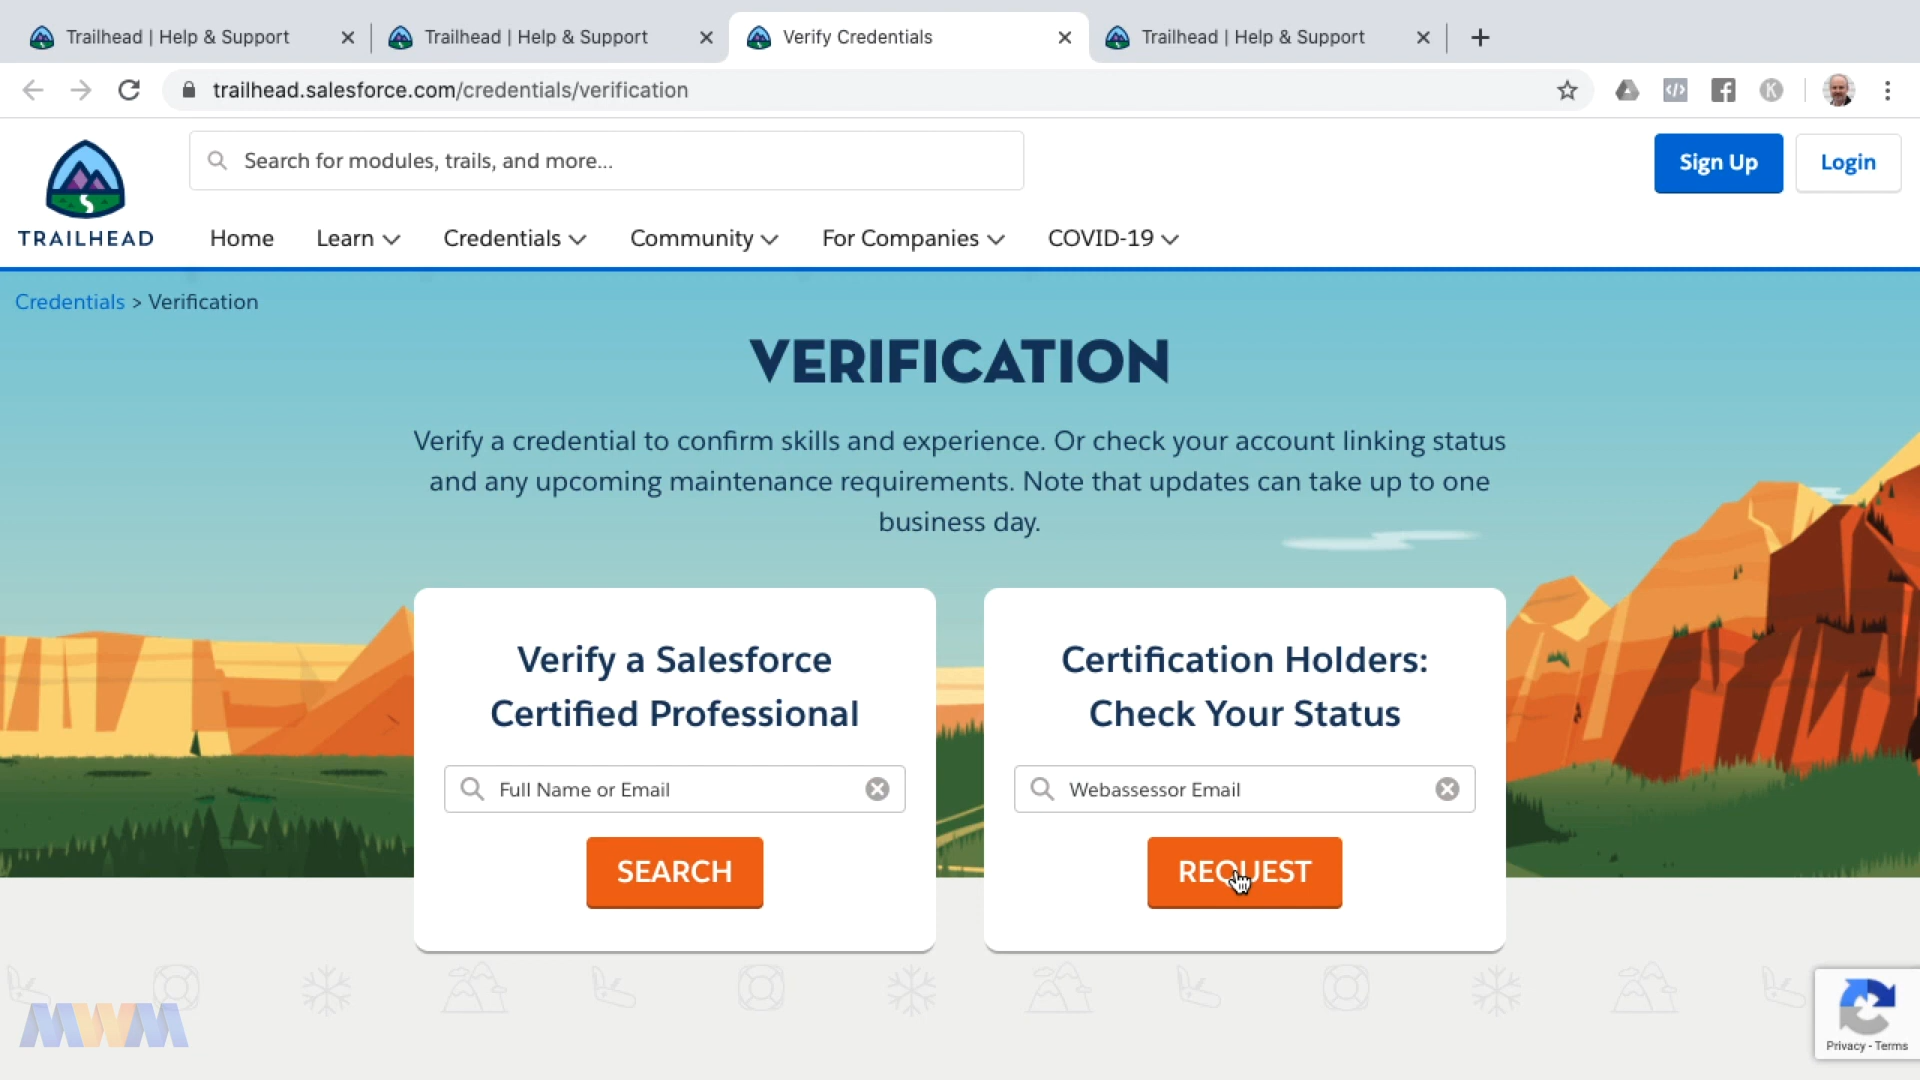 Trailhead | Help & Support
Trailhead | Help & Support
Verify Credentials
Trailhead | Help & Support
trailhead.salesforce.com/credentials/verification
K
TRAILHEAD
Search for modules, trails, and more...
Sign Up
Login
Home
Learn
Credentials
Community
For Companies
COVID-19
Credentials > Verification
VERIFICATION
Verify a credential to confirm skills and experience. Or check your account linking status
and any upcoming maintenance requirements. Note that updates can take up to one
business day.
Verify a Salesforce
Certified Professional
Full Name or Email
SEARCH
Certification Holders:
Check Your Status
Webassessor Email
REQUEST
MWM
Privacy - Terms